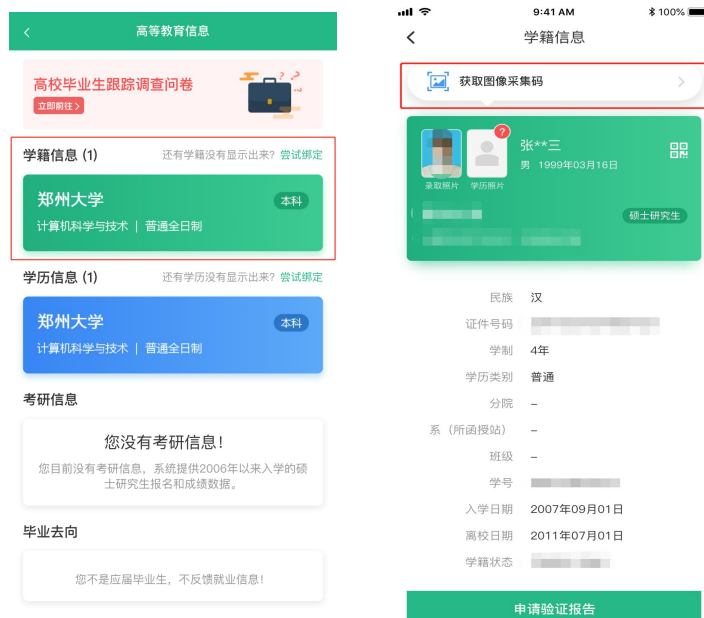 高等教育信息
高校毕业生跟踪调查问卷
立即前往>
学籍信息 (1) 还有学籍没有显示出来? 尝试绑定
郑州大学 本科
计算机科学与技术 | 普通全日制
学历信息 (1) 还有学历没有显示出来? 尝试绑定
郑州大学 本科
计算机科学与技术 | 普通全日制
考研信息
您没有考研信息!
您目前没有考研信息，系统提供2006年以来入学的硕
士研究生报名和成绩数据。
毕业去向
您不是应届毕业生，不反馈就业信息!
9:41 AM 100%
学籍信息
获取图像采集码
?
张**三
男 1999年03月16日
录取照片 学历照片
硕士研究生
民族 汉
证件号码
学制 4年
学历类别 普通
分院 –
系（所函授站） –
班级 –
学号
入学日期 2007年09月01日
离校日期 2011年07月01日
学籍状态
申请验证报告